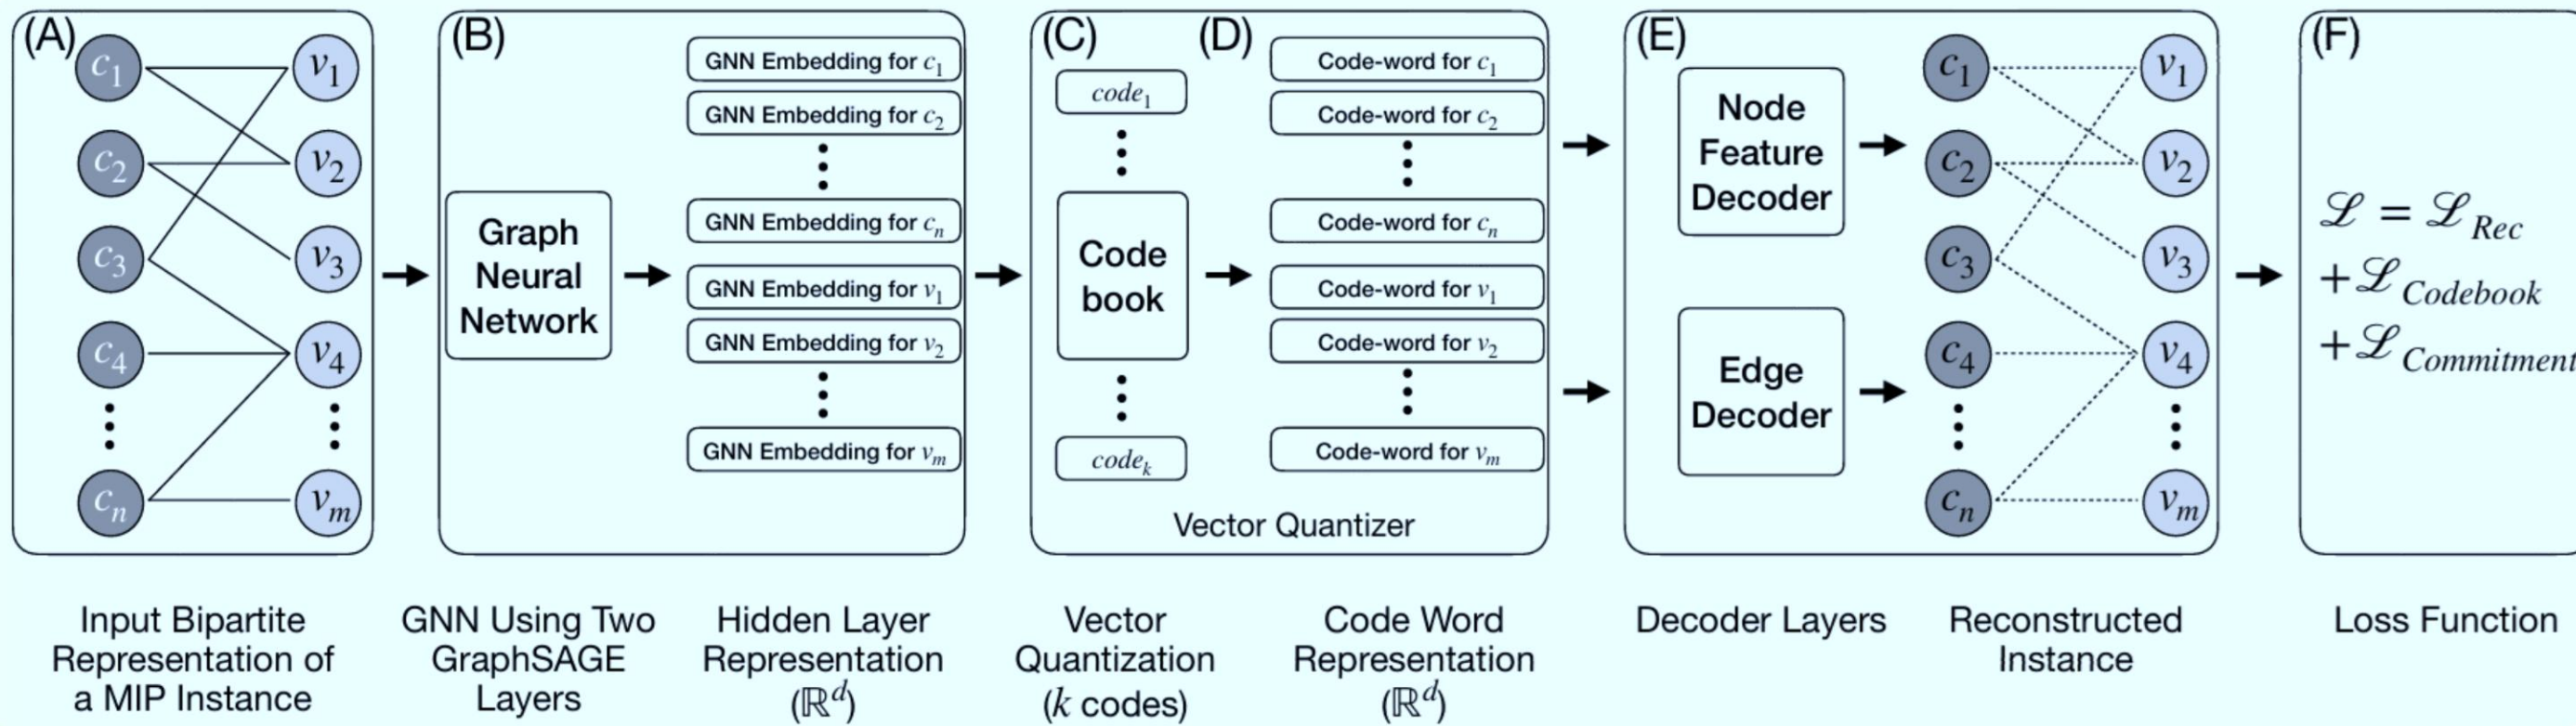 (A)
c1
v1
c2
v2
c3
v3
c4
v4
cn
vm
Input Bipartite
Representation of
a MIP Instance
(B)
Graph
Neural
Network
GNN Using Two
GraphSAGE
Layers
GNN Embedding for c1
GNN Embedding for c2
GNN Embedding for cn
GNN Embedding for v1
GNN Embedding for v2
GNN Embedding for vm
Hidden Layer
Representation
(ℝ^d)
(C)
code1
Code
book
codek
Vector
Quantization
(k codes)
(D)
Code-word for c1
Code-word for c2
Code-word for cn
Code-word for v1
Code-word for v2
Code-word for vm
Vector Quantizer
Code Word
Representation
(ℝ^d)
(E)
Node
Feature
Decoder
Edge
Decoder
Decoder Layers
c1
v1
c2
v2
c3
v3
c4
v4
cn
vm
Reconstructed
Instance
(F)
ℒ = ℒ_Rec
+ℒ_Codebook
+ℒ_Commitment
Loss Function